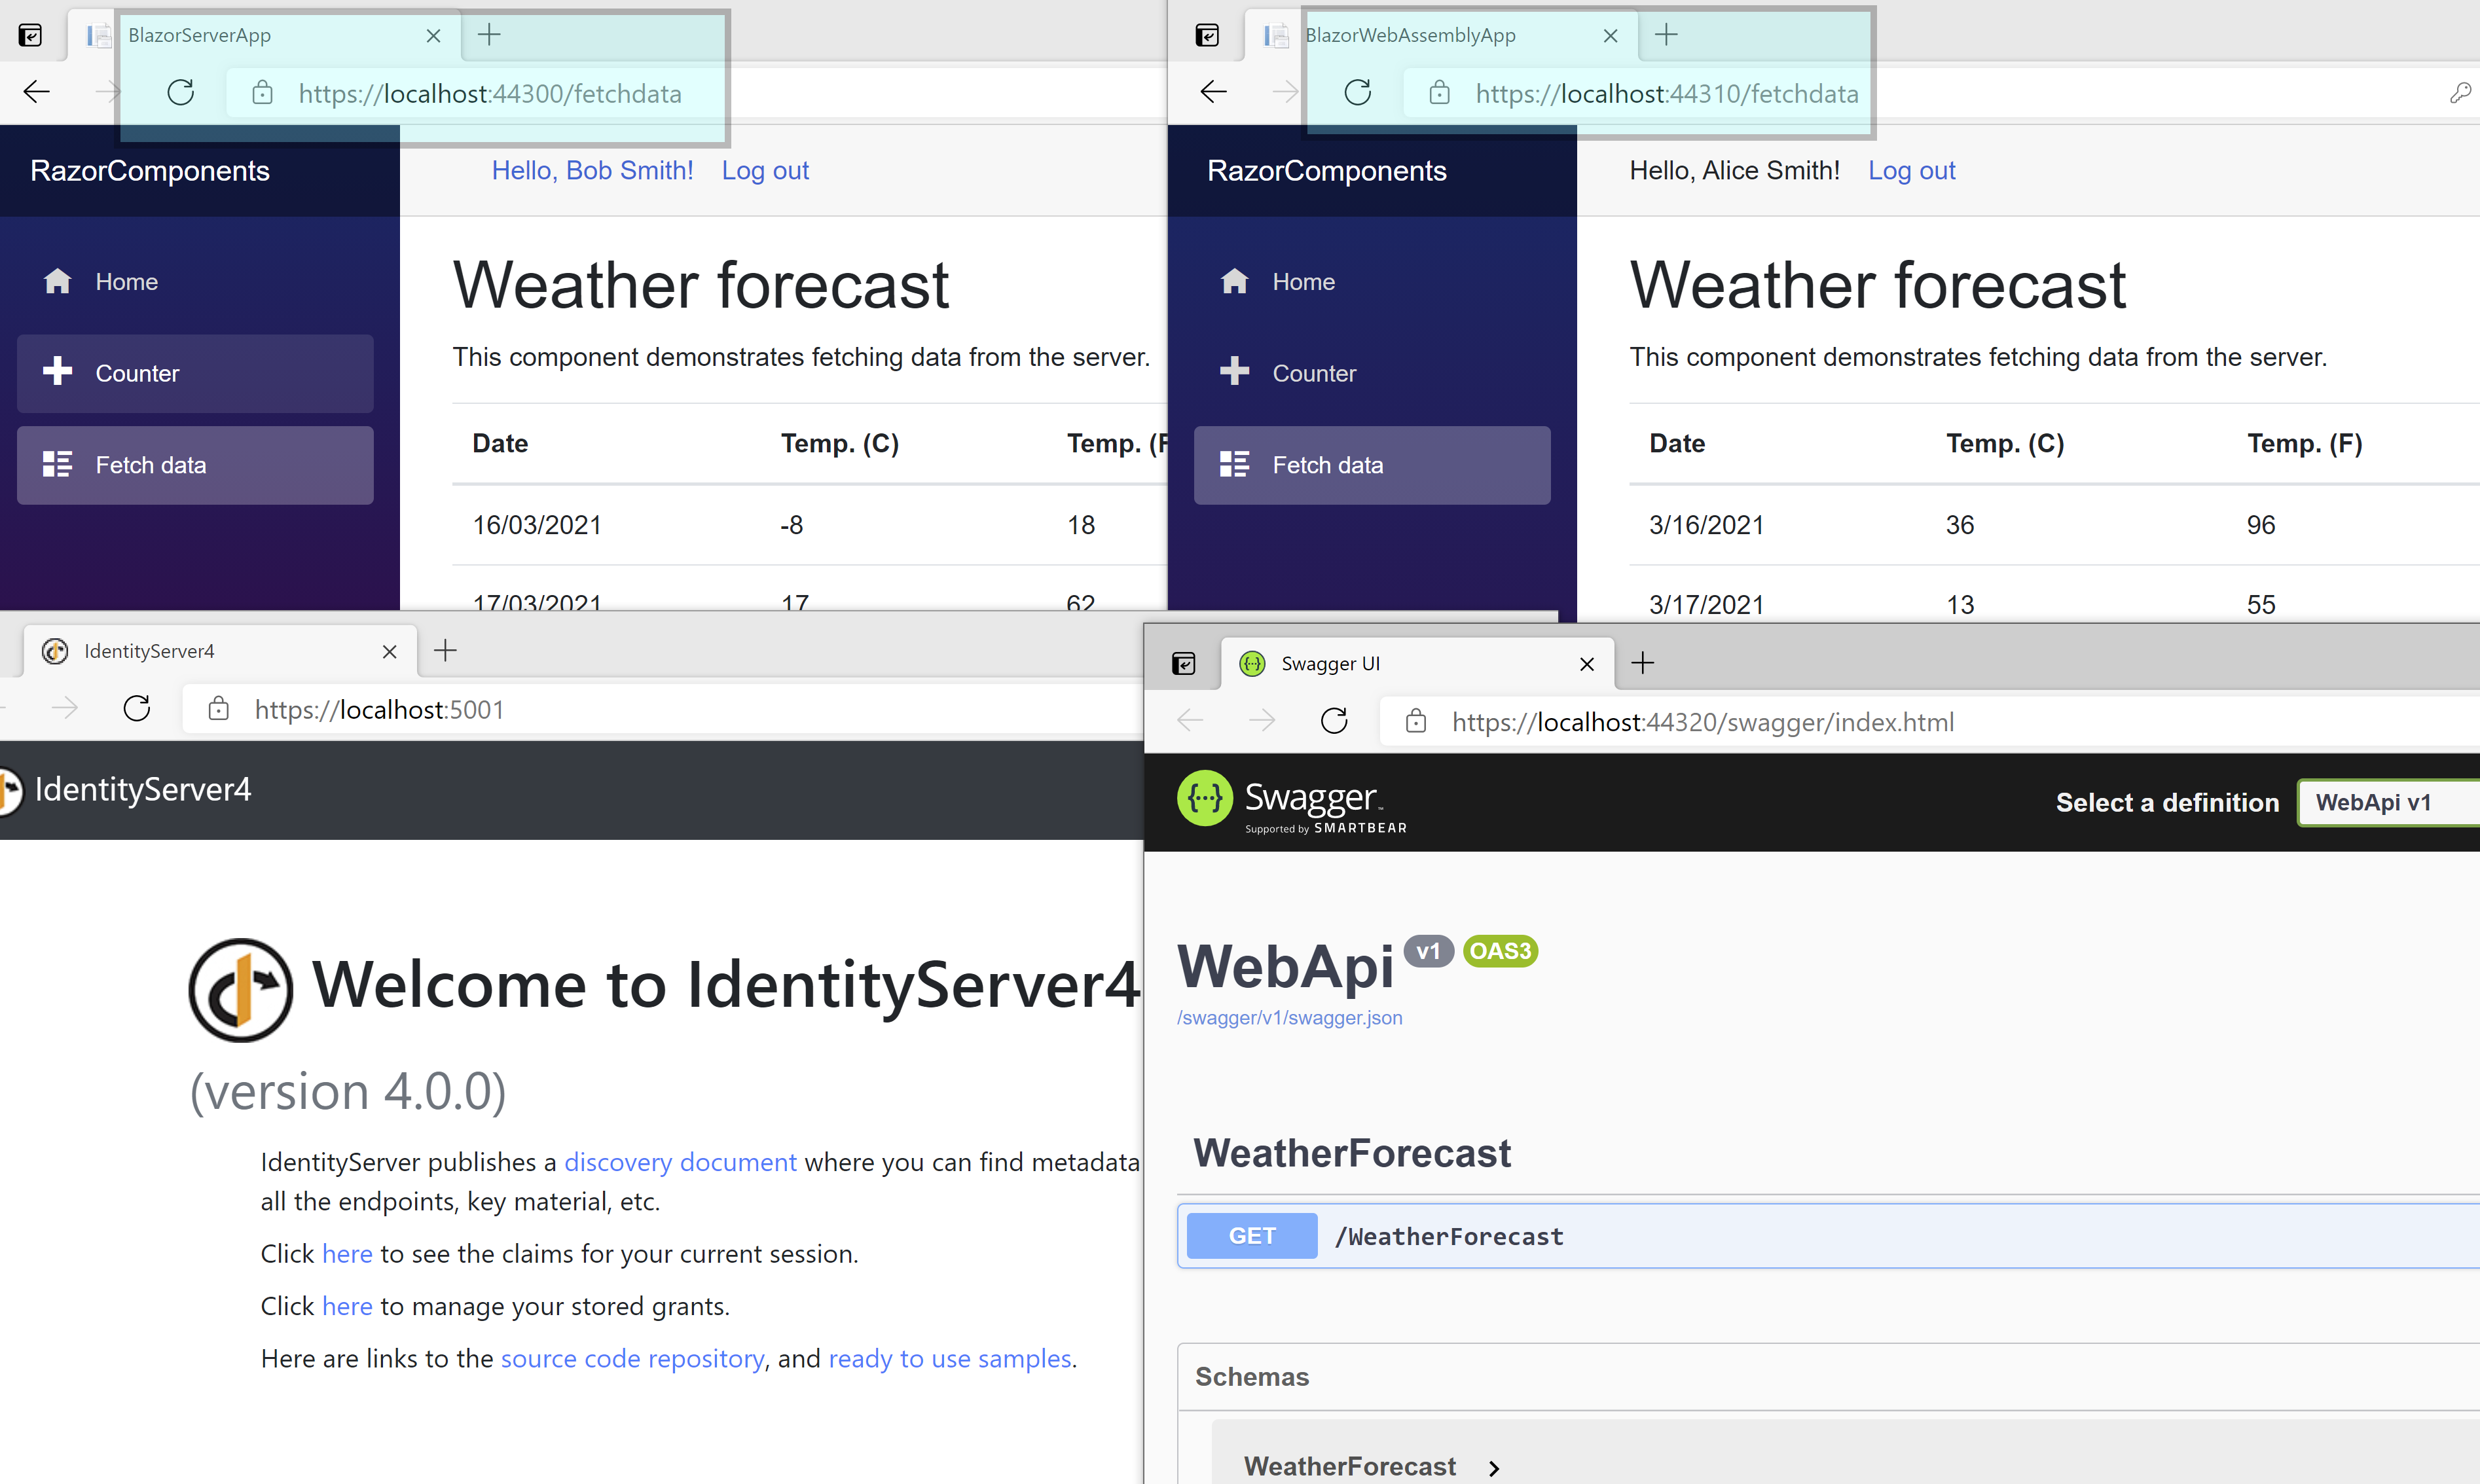 BlazorServerApp
https://localhost:44300/fetchdata
RazorComponents
Hello, Bob Smith! Log out
Home
Counter
Fetch data
Weather forecast
This component demonstrates fetching data from the server.
Date Temp. (C) Temp. (F
16/03/2021 -8 18
17/03/2021 17 62
BlazorWebAssemblyApp
https://localhost:44310/fetchdata
RazorComponents
Hello, Alice Smith! Log out
Home
Counter
Fetch data
Weather forecast
This component demonstrates fetching data from the server.
Date Temp. (C) Temp. (F)
3/16/2021 36 96
3/17/2021 13 55
IdentityServer4
https://localhost:5001
IdentityServer4
Welcome to IdentityServer4
(version 4.0.0)
IdentityServer publishes a discovery document where you can find metadata
all the endpoints, key material, etc.
Click here to see the claims for your current session.
Click here to manage your stored grants.
Here are links to the source code repository, and ready to use samples.
Swagger UI
https://localhost:44320/swagger/index.html
Swagger™
Supported by SMARTBEAR
Select a definition WebApi v1
WebApi v1 OAS3
/swagger/v1/swagger.json
WeatherForecast
GET /WeatherForecast
Schemas
WeatherForecast